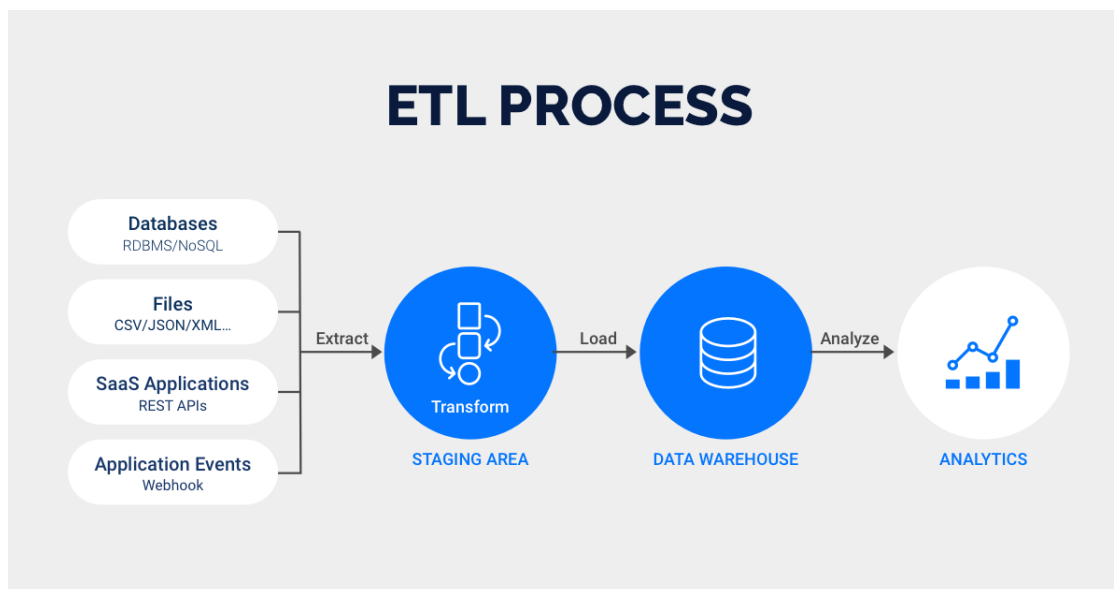 ETL PROCESS
Databases
RDBMS/NoSQL
Files
CSV/JSON/XML...
SaaS Applications
REST APIs
Application Events
Webhook
Extract
Transform
STAGING AREA
Load
DATA WAREHOUSE
Analyze
ANALYTICS